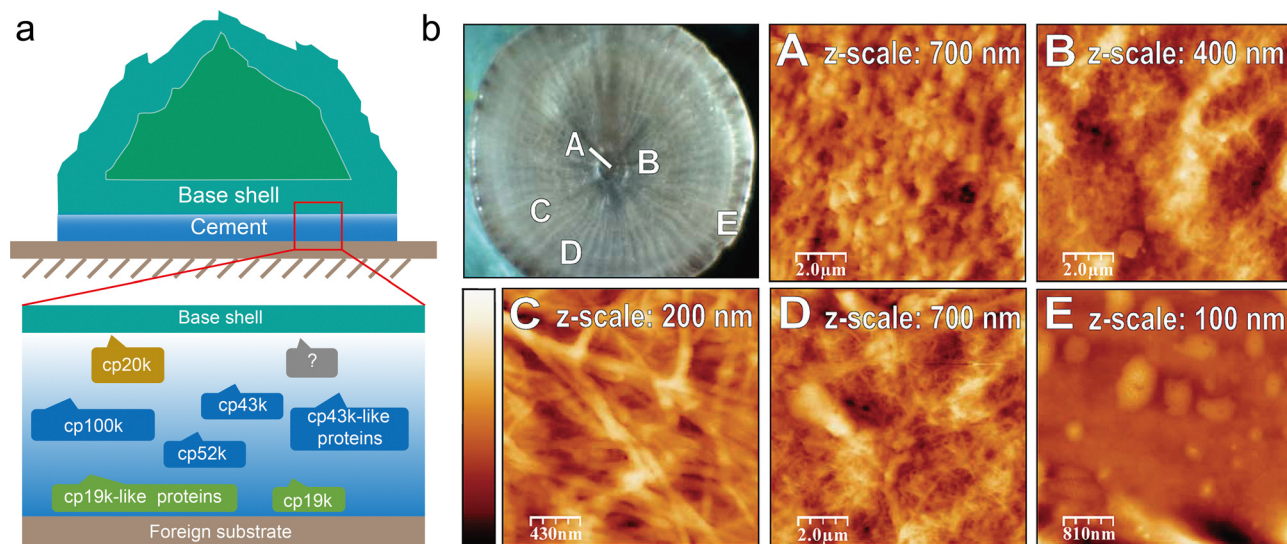 a
Base shell
Cement
Base shell
cp20k
?
cp43k
cp100k
cp43k-like
proteins
cp52k
cp19k-like proteins
cp19k
Foreign substrate
b
A
B
C
D
E
A z-scale: 700 nm
2.0µm
B z-scale: 400 nm
2.0µm
C z-scale: 200 nm
430nm
D z-scale: 700 nm
2.0µm
E z-scale: 100 nm
810nm